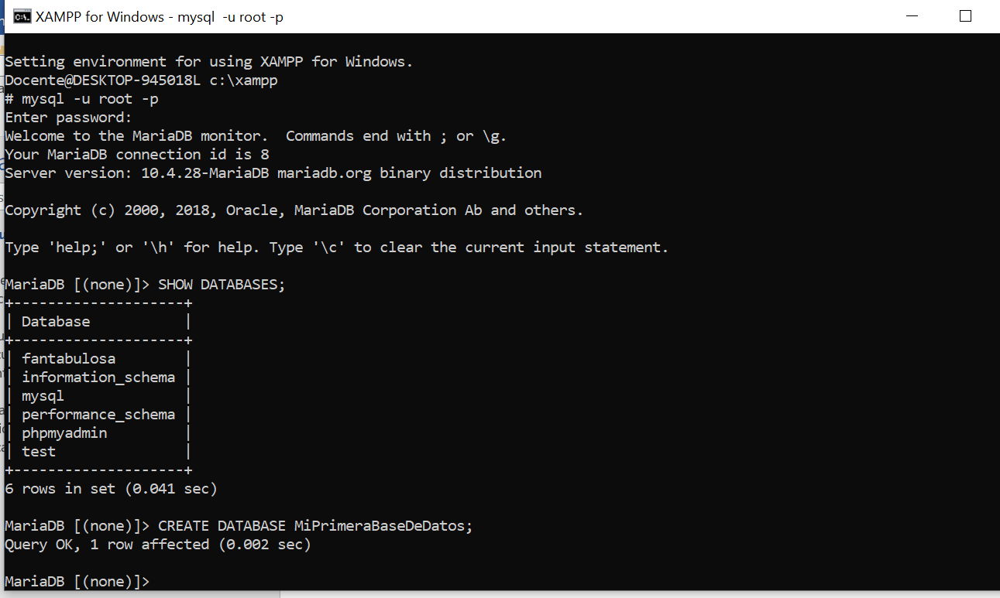 XAMPP for Windows - mysql  -u root -p
Setting environment for using XAMPP for Windows.
Docente@DESKTOP-945018L c:\xampp
# mysql -u root -p
Enter password:
Welcome to the MariaDB monitor.  Commands end with ; or \g.
Your MariaDB connection id is 8
Server version: 10.4.28-MariaDB mariadb.org binary distribution
Copyright (c) 2000, 2018, Oracle, MariaDB Corporation Ab and others.
Type 'help;' or '\h' for help. Type '\c' to clear the current input statement.
MariaDB [(none)]> SHOW DATABASES;
+--------------------+
| Database           |
+--------------------+
| fantabulosa        |
| information_schema |
| mysql              |
| performance_schema |
| phpmyadmin         |
| test               |
+--------------------+
6 rows in set (0.041 sec)
MariaDB [(none)]> CREATE DATABASE MiPrimeraBaseDeDatos;
Query OK, 1 row affected (0.002 sec)
MariaDB [(none)]>